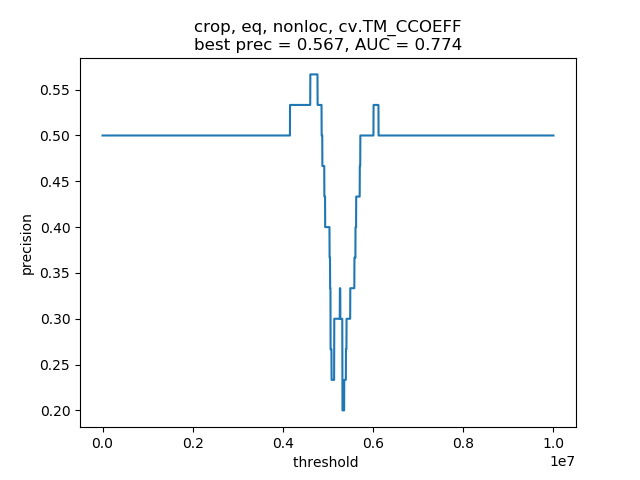 crop, eq, nonloc, cv.TM_CCOEFF
best prec = 0.567, AUC = 0.774
0.55
0.50
0.45
0.40
0.35
0.30
0.25
0.20
precision
0.0 0.2 0.4 0.6 0.8 1.0
1e7
threshold